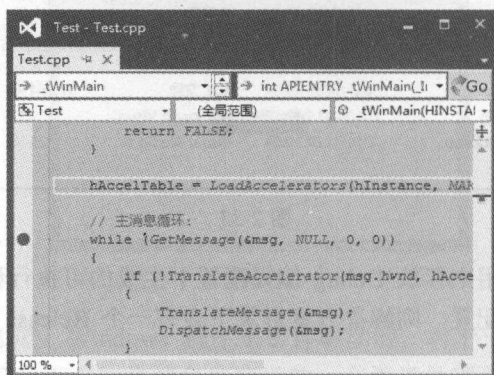 Test - Test.cpp
Test.cpp
_tWinMain
int APIENTRY _tWinMain(_I
Go
Test
(全局范围)
_tWinMain(HINSTA
return FALSE;
}
hAccelTable = LoadAccelerators(hInstance, MAK
// 主消息循环:
while (GetMessage(&msg, NULL, 0, 0))
{
if (!TranslateAccelerator(msg.hwnd, hAcce
{
TranslateMessage(&msg);
DispatchMessage(&msg);
}
100 %